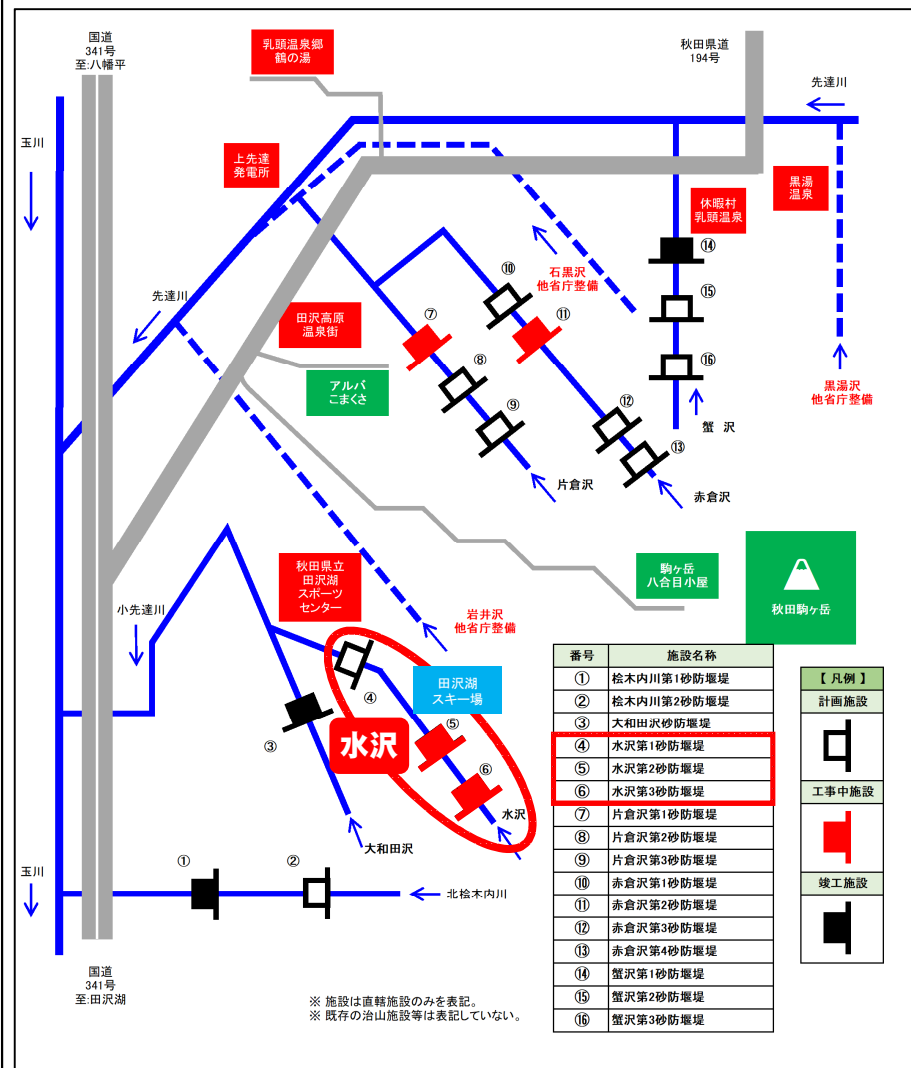 国道
341号
至:八幡平
乳頭温泉郷
鶴の湯
秋田県道
194号
先達川
玉川
上先達
発電所
黒湯
温泉
休暇村
乳頭温泉
⑭
⑩
石黒沢
他省庁整備
⑮
先達川
田沢高原
温泉街
⑦
⑪
⑧
⑯
アルパ
こまくさ
黒湯沢
他省庁整備
⑨
⑫
蟹 沢
⑬
片倉沢
赤倉沢
秋田県立
田沢湖
スポーツ
センター
駒ヶ岳
八合目小屋
秋田駒ヶ岳
小先達川
岩井沢
他省庁整備
④
田沢湖
スキー場
③
水沢
⑤
⑥
水沢
大和田沢
玉川
①
②
北桧木内川
国道
341号
至:田沢湖
※ 施設は直轄施設のみを表記。
※ 既存の治山施設等は表記していない。
番号 施設名称
① 桧木内川第1砂防堰堤
② 桧木内川第2砂防堰堤
③ 大和田沢砂防堰堤
④ 水沢第1砂防堰堤
⑤ 水沢第2砂防堰堤
⑥ 水沢第3砂防堰堤
⑦ 片倉沢第1砂防堰堤
⑧ 片倉沢第2砂防堰堤
⑨ 片倉沢第3砂防堰堤
⑩ 赤倉沢第1砂防堰堤
⑪ 赤倉沢第2砂防堰堤
⑫ 赤倉沢第3砂防堰堤
⑬ 赤倉沢第4砂防堰堤
⑭ 蟹沢第1砂防堰堤
⑮ 蟹沢第2砂防堰堤
⑯ 蟹沢第3砂防堰堤
【 凡例 】
計画施設
工事中施設
竣工施設